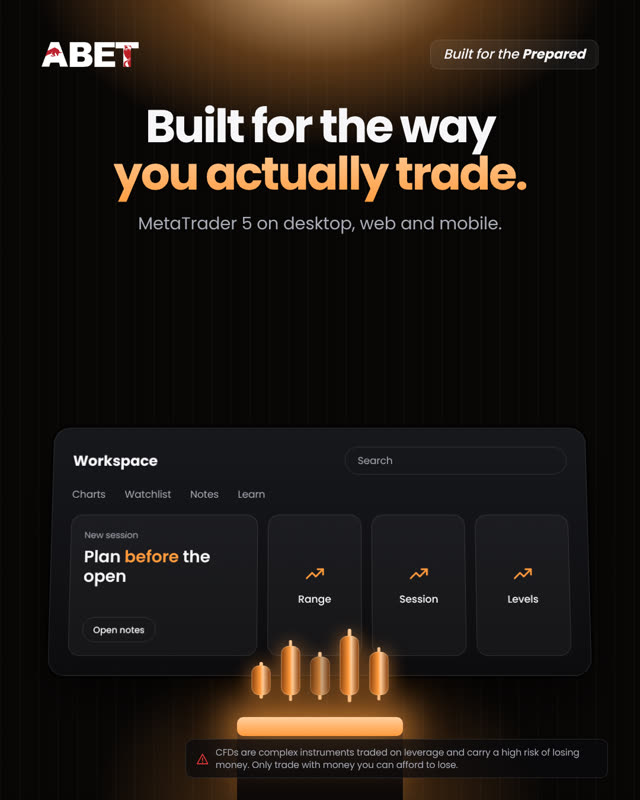 ABET
Built for the Prepared
Built for the way
you actually trade.
MetaTrader 5 on desktop, web and mobile.
Workspace
Search
Charts Watchlist Notes Learn
New session
Plan before the
open
Open notes
Range
Session
Levels
CFDs are complex instruments traded on leverage and carry a high risk of losing
money. Only trade with money you can afford to lose.